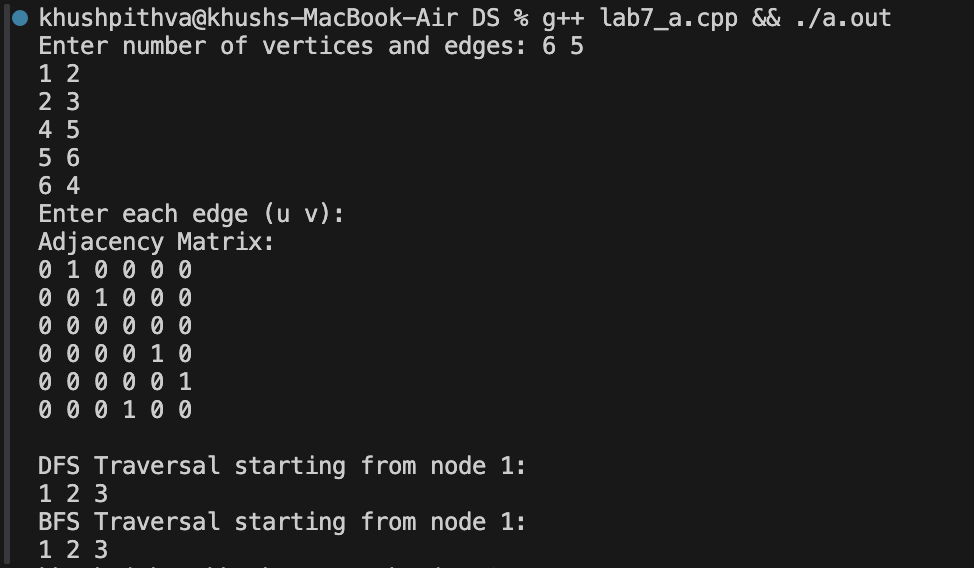 khushpithva@khushs-MacBook-Air DS % g++ lab7_a.cpp && ./a.out
Enter number of vertices and edges: 6 5
1 2
2 3
4 5
5 6
6 4
Enter each edge (u v):
Adjacency Matrix:
0 1 0 0 0 0
0 0 1 0 0 0
0 0 0 0 0 0
0 0 0 0 1 0
0 0 0 0 0 1
0 0 0 1 0 0
DFS Traversal starting from node 1:
1 2 3
BFS Traversal starting from node 1:
1 2 3